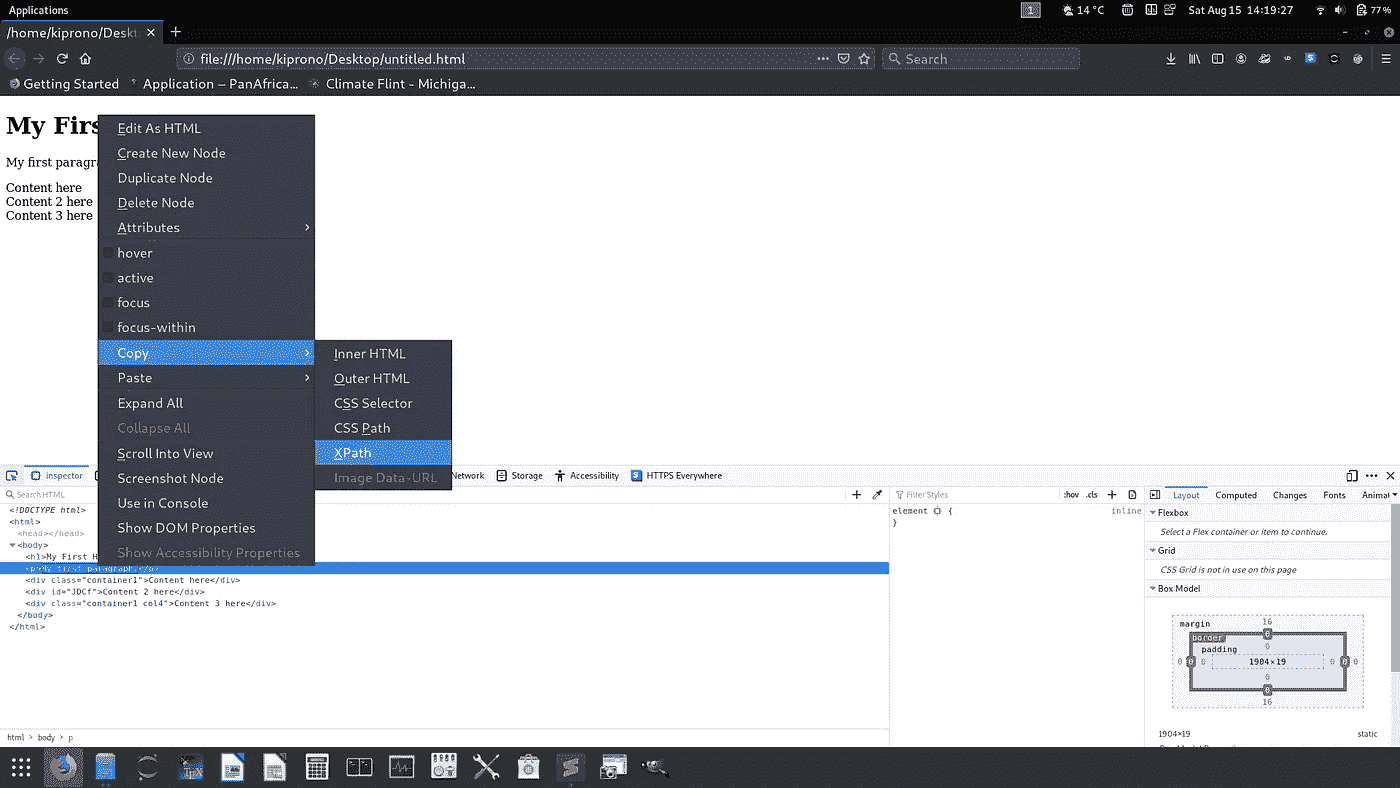 Applications
1
14 °C
Sat Aug 15 14:19:27
77 %
/home/kiprono/Deskt
file:///home/kiprono/Desktop/untitled.html
Search
Getting Started
Application – PanAfrica...
Climate Flint - Michiga...
My Firs
My first paragra
Content here
Content 2 here
Content 3 here
Edit As HTML
Create New Node
Duplicate Node
Delete Node
Attributes
hover
active
focus
focus-within
Copy
Paste
Expand All
Collapse All
Scroll Into View
Screenshot Node
Use in Console
Show DOM Properties
Show Accessibility Properties
Inner HTML
Outer HTML
CSS Selector
CSS Path
XPath
Image Data-URL
Inspector
Network
Storage
Accessibility
HTTPS Everywhere
Search HTML
<!DOCTYPE html>
<html>
<head></head>
<body>
<h1>My First H
<p>My first paragraph.</p>
<div class="container1">Content here</div>
<div id="JDCf">Content 2 here</div>
<div class="container1 col4">Content 3 here</div>
</body>
</html>
html > body > p
Filter Styles
:hov .cls
element {
inline
}
Layout
Computed
Changes
Fonts
Animat
Flexbox
Select a Flex container or item to continue.
Grid
CSS Grid is not in use on this page
Box Model
margin
16
border
0
padding
0
0 0 0
1904×19
0 0 0
0
0
16
1904×19
static